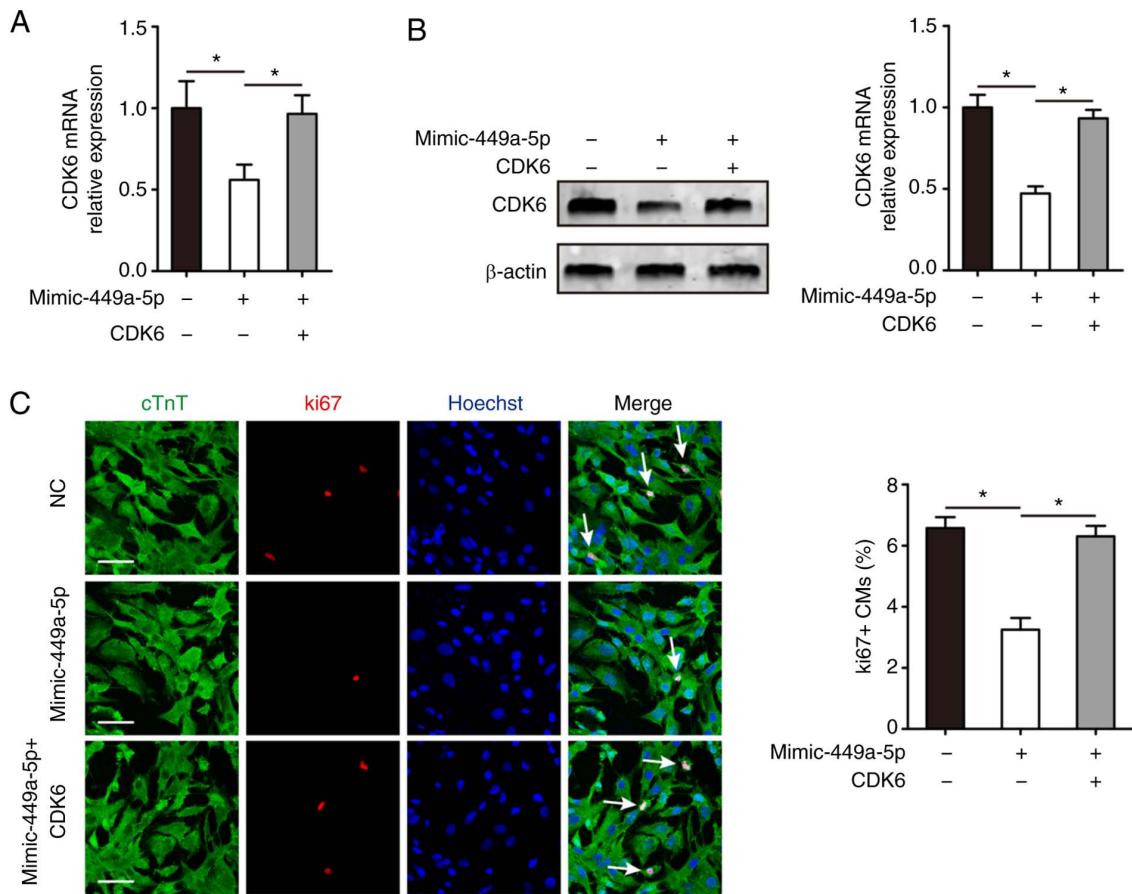 A
CDK6 mRNA
relative expression
1.5
1.0
0.5
0.0
*
*
Mimic-449a-5p – + +
CDK6 – – +
B
Mimic-449a-5p – + +
CDK6 – – +
CDK6
β-actin
CDK6 mRNA
relative expression
1.5
1.0
0.5
0.0
*
*
Mimic-449a-5p – + +
CDK6 – – +
C
cTnT ki67 Hoechst Merge
NC
Mimic-449a-5p
Mimic-449a-5p+
CDK6
ki67+ CMs (%)
8
6
4
2
0
*
*
Mimic-449a-5p – + +
CDK6 – – +